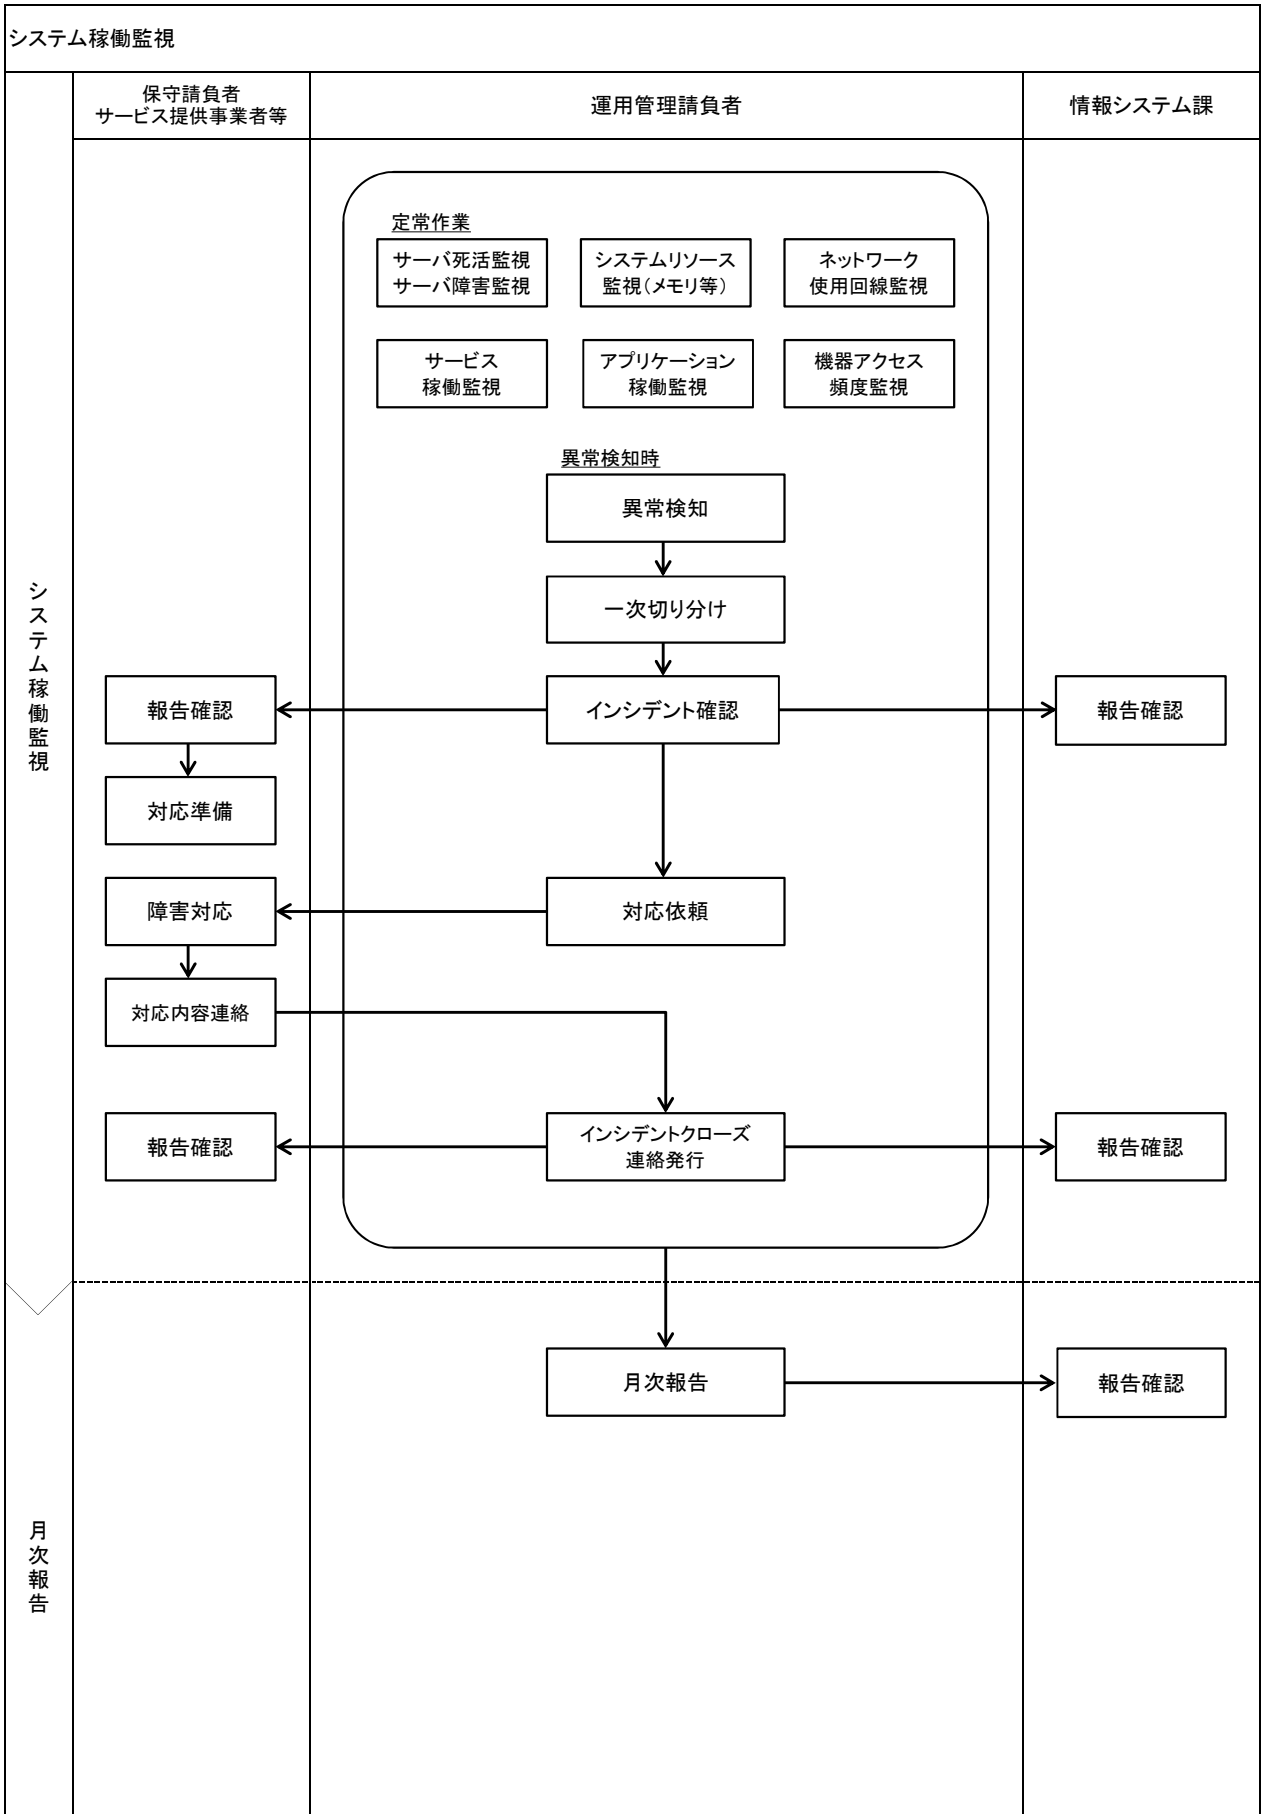 システム稼働監視
保守請負者
サービス提供事業者等
運用管理請負者
情報システム課
システム稼働監視
定常作業
サーバ死活監視
サーバ障害監視
システムリソース
監視（メモリ等）
ネットワーク
使用回線監視
サービス
稼働監視
アプリケーション
稼働監視
機器アクセス
頻度監視
異常検知時
異常検知
一次切り分け
報告確認
インシデント確認
報告確認
対応準備
障害対応
対応依頼
対応内容連絡
報告確認
インシデントクローズ
連絡発行
報告確認
月次報告
月次報告
報告確認